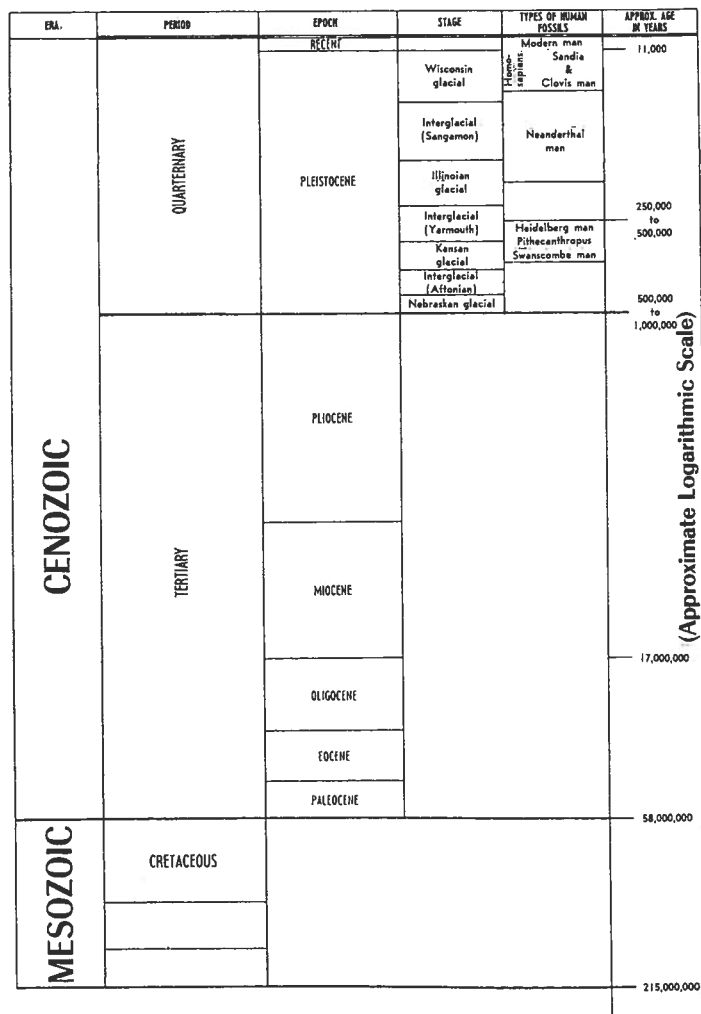 ERA.
PERIOD
EPOCH
STAGE
TYPES OF HUMAN
FOSSILS
APPROX. AGE
IN YEARS
CENOZOIC
QUARTERNARY
RECENT
PLEISTOCENE
Wisconsin
glacial
Interglacial
(Sangamon)
Illinoian
glacial
Interglacial
(Yarmouth)
Kansan
glacial
Interglacial
(Aftonian)
Nebraskan glacial
Homo-
sapiens
Modern man
Sandia
&
Clovis man
Neanderthal
man
Heidelberg man
Pithecanthropus
Swanscombe man
11,000
250,000
to
500,000
500,000
to
1,000,000
TERTIARY
PLIOCENE
MIOCENE
OLIGOCENE
EOCENE
PALEOCENE
17,000,000
58,000,000
(Approximate Logarithmic Scale)
MESOZOIC
CRETACEOUS
215,000,000